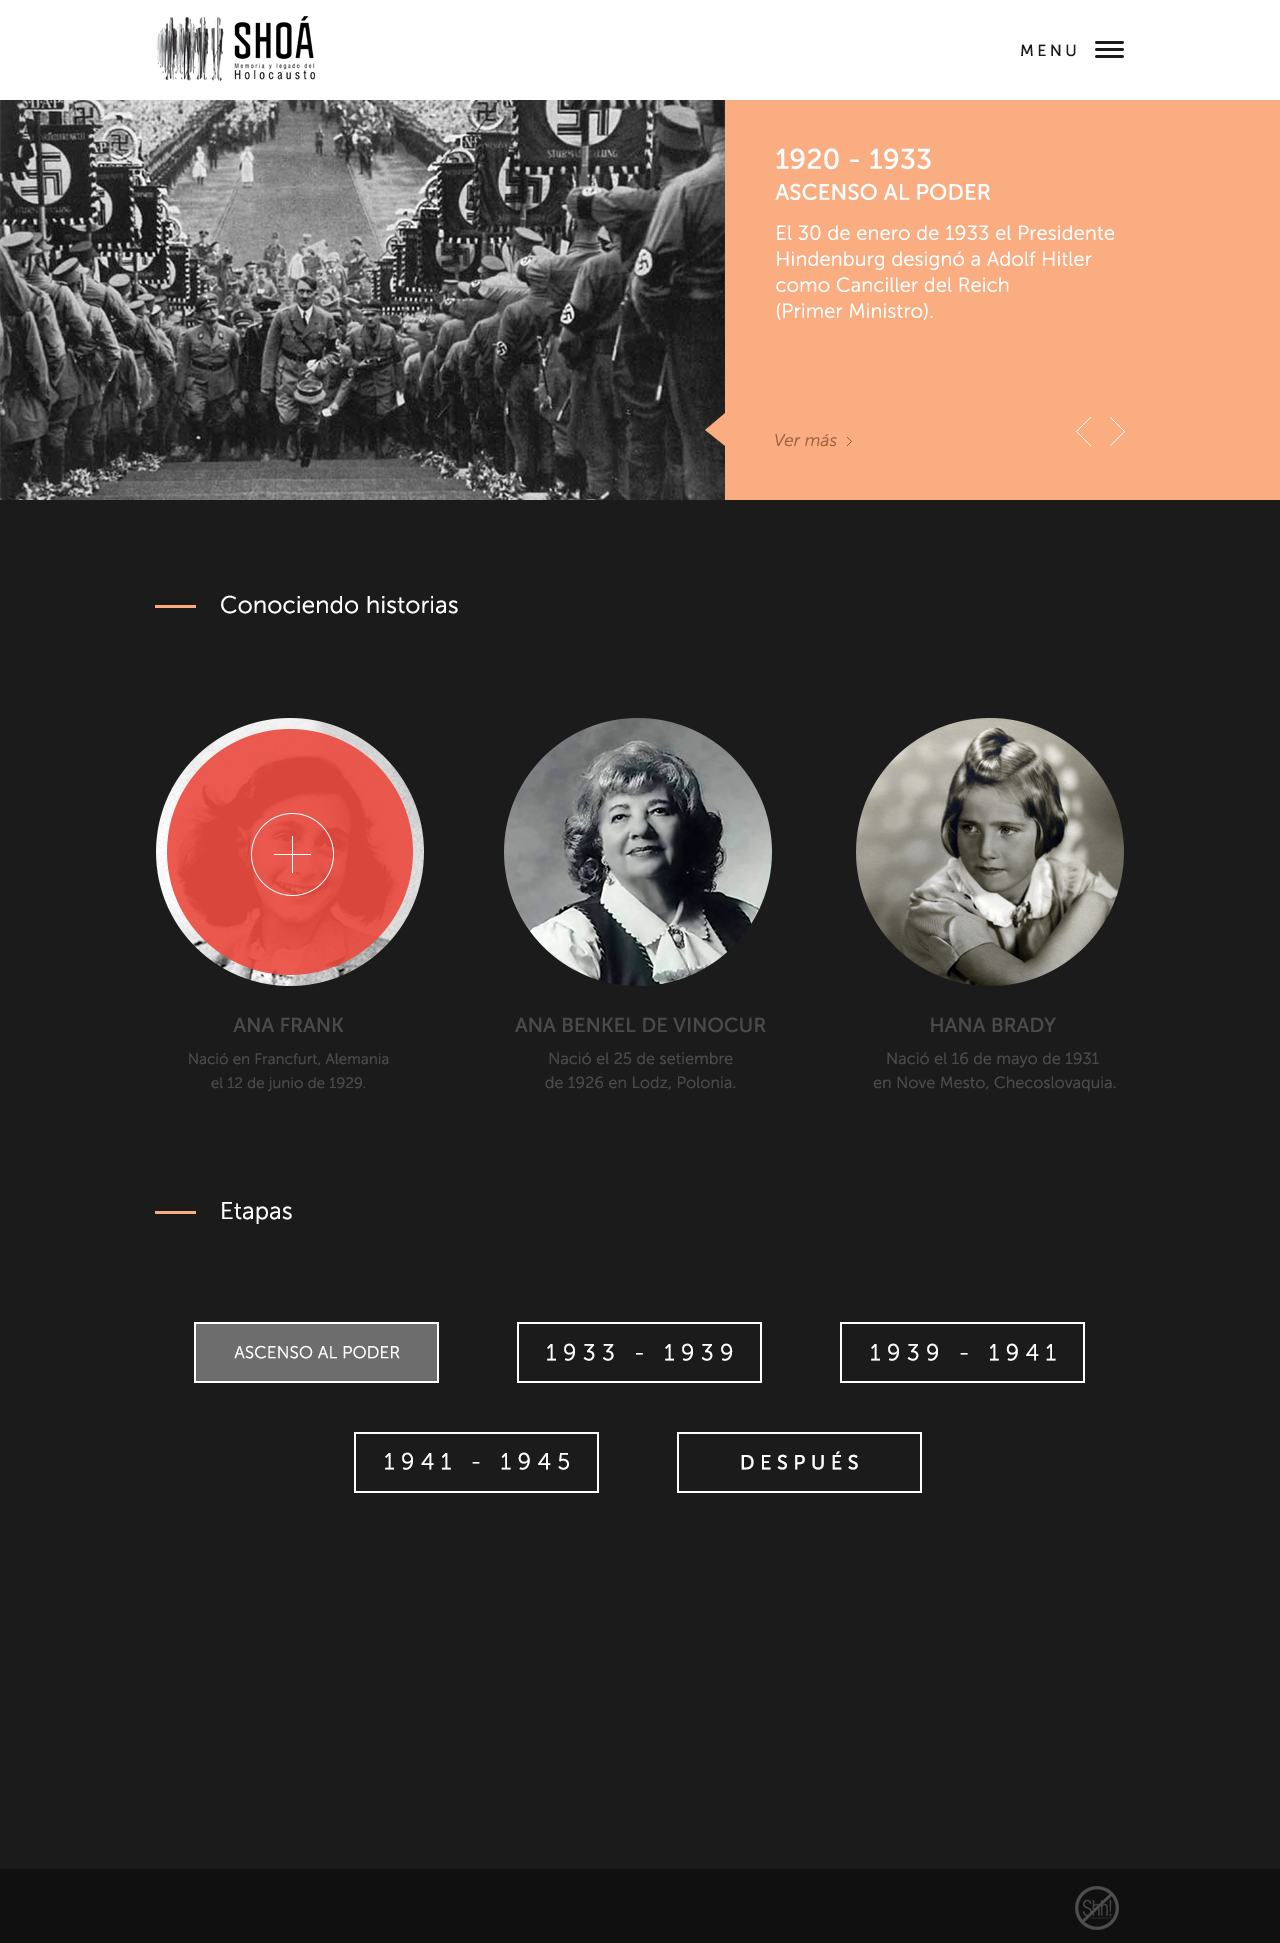 SHOÁ
Memoria y legado del
Holocausto
MENU
1920 - 1933
ASCENSO AL PODER
El 30 de enero de 1933 el Presidente
Hindenburg designó a Adolf Hitler
como Canciller del Reich
(Primer Ministro).
Ver más
Conociendo historias
ANA FRANK
Nació en Francfurt, Alemania
el 12 de junio de 1929.
ANA BENKEL DE VINOCUR
Nació el 25 de setiembre
de 1926 en Lodz, Polonia.
HANA BRADY
Nació el 16 de mayo de 1931
en Nove Mesto, Checoslovaquia.
Etapas
ASCENSO AL PODER
1933 - 1939
1939 - 1941
1941 - 1945
DESPUÉS
Shh!